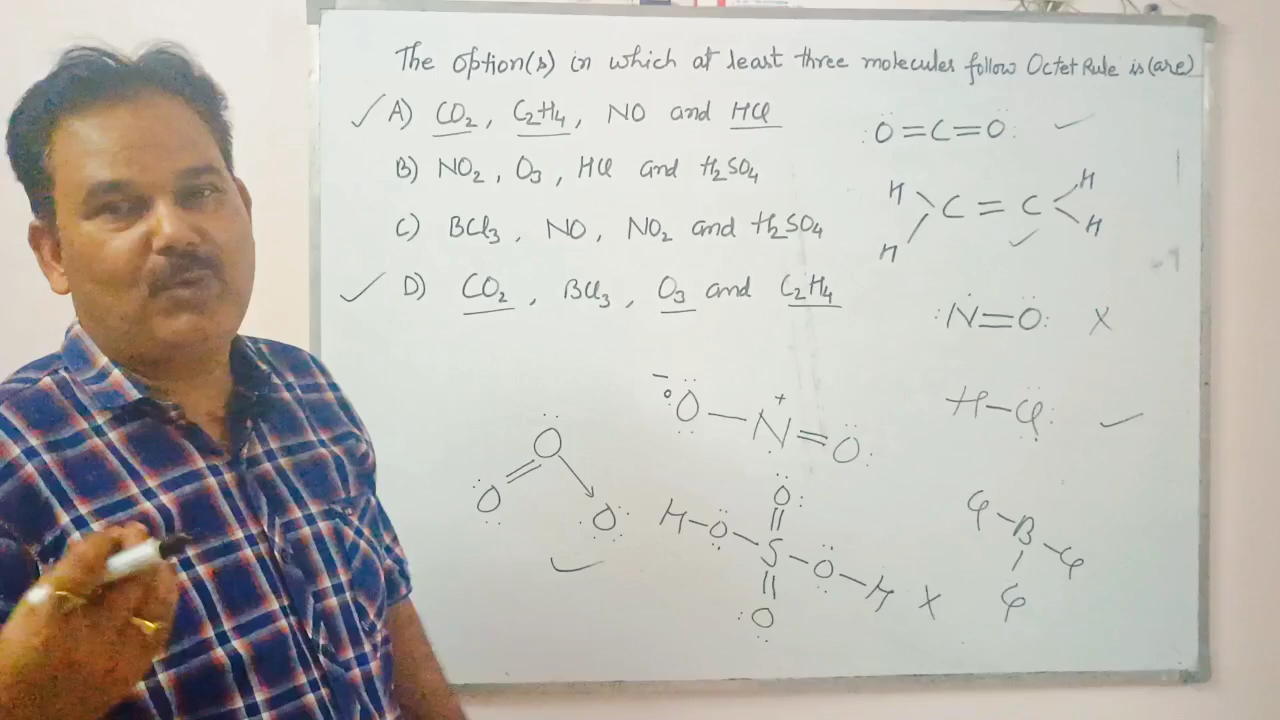 The option(s) in which at least three molecules follow Octet Rule is (are)
A) CO₂, C₂H₄, NO and HCl
B) NO₂, O₃, HCl and H₂SO₄
C) BCl₃, NO, NO₂ and H₂SO₄
D) CO₂, BCl₃, O₃ and C₂H₄
O=C=O
H H
C=C
H H
N=O X
H-Cl
-
O-N⁺=O
O
O O
O
H-O-S-O-H X
O
Cl-B-Cl
Cl